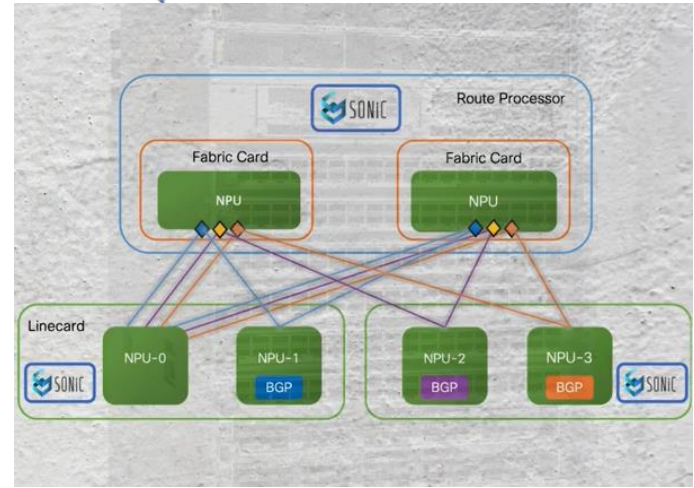 SONiC
Route Processor
Fabric Card
Fabric Card
NPU
NPU
Linecard
NPU-0
NPU-1
NPU-2
NPU-3
SONiC
BGP
BGP
BGP
SONiC